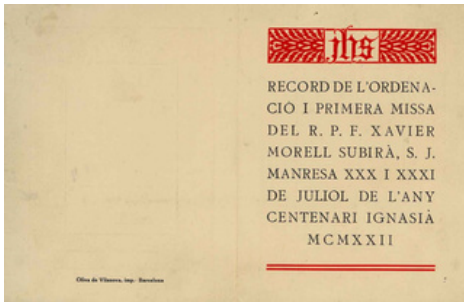 jhs
RECORD DE L'ORDENA-
CIÓ I PRIMERA MISSA
DEL R. P. F. XAVIER
MORELL SUBIRÀ, S. J.
MANRESA XXX I XXXI
DE JULIOL DE L'ANY
CENTENARI IGNASIÀ
MCMXXII
Oliva de Vilanova, imp.- Barcelona